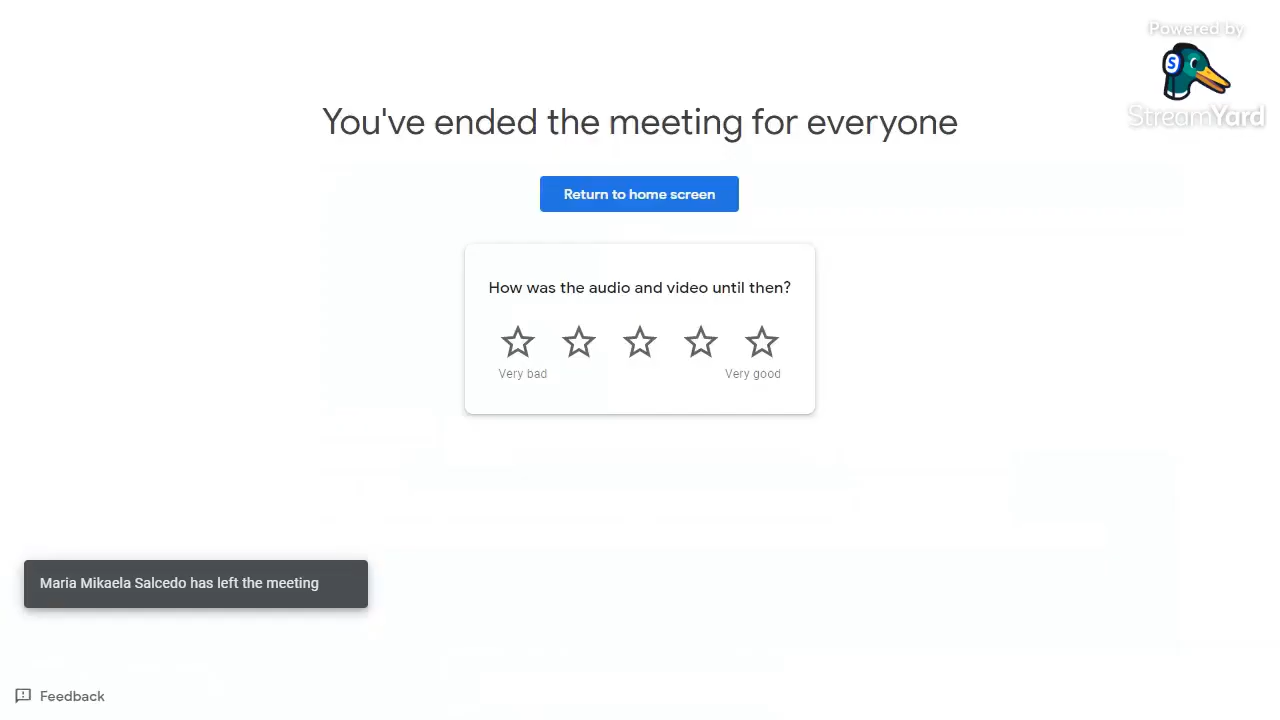 Powered by
S
StreamYard
You've ended the meeting for everyone
Return to home screen
How was the audio and video until then?
Very bad
Very good
Maria Mikaela Salcedo has left the meeting
Feedback